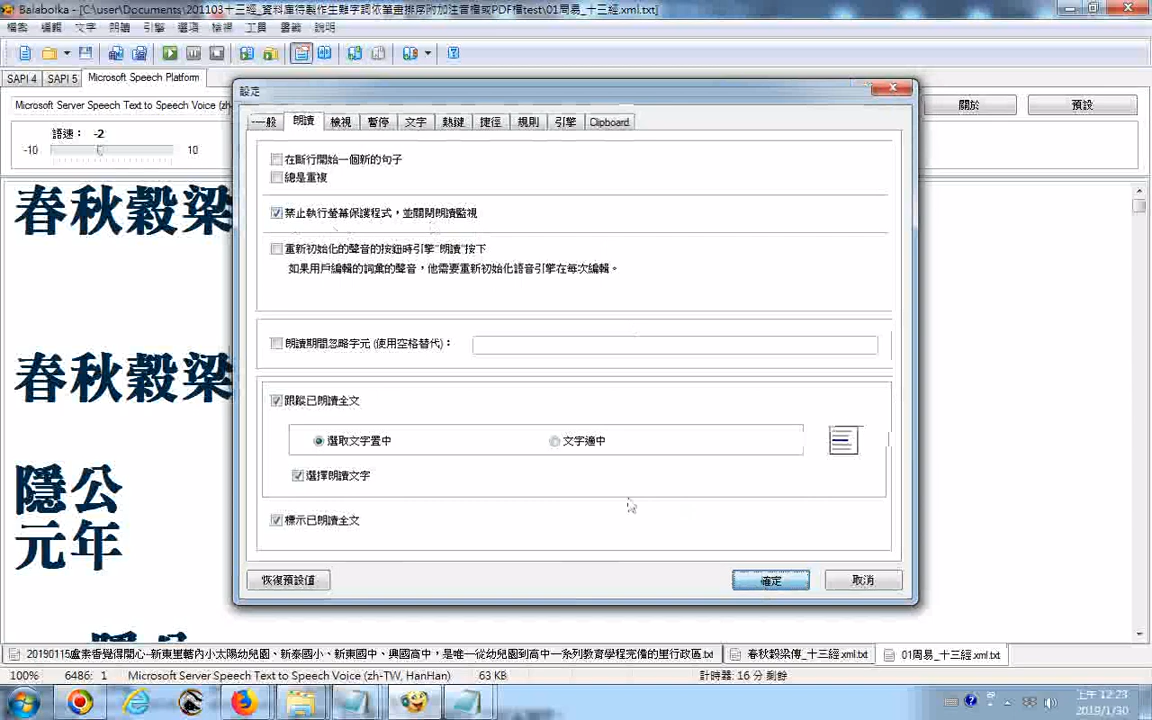 Balabolka - [C:\user\Documents\201103十三經_資料庫待製作生難字詞依筆畫排序附加注音檔或PDF檔test\01周易_十三經.xml.txt]
檔案 編輯 文字 朗讀 引擎 選項 檢視 工具 書籤 說明
SAPI 4 SAPI 5 Microsoft Speech Platform
Microsoft Server Speech Text to Speech Voice (zh-
關於 預設
語速： -2
-10 10
春秋穀梁
春秋穀梁
隱公
元年
設定
一般 朗讀 檢視 暫停 文字 熱鍵 捷徑 規則 引擎 Clipboard
在斷行開始一個新的句子
總是重複
禁止執行螢幕保護程式，並關閉朗讀監視
重新初始化的聲音的按鈕時引擎"朗讀"按下
如果用戶編輯的詞彙的聲音，他需要重新初始化語音引擎在每次編輯。
朗讀期間忽略字元 (使用空格替代)：
跟蹤已朗讀全文
選取文字置中 文字適中
選擇朗讀文字
標示已朗讀全文
恢復預設值 確定 取消
20190115盧素香覺得開心--新東里轄內小太陽幼兒園、新泰國小、新東國中、興國高中，是唯一從幼兒園到高中一系列教育學程完備的里行政區.txt 春秋穀梁傳_十三經.xml.txt 01周易_十三經.xml.txt
100% 6486: 1 Microsoft Server Speech Text to Speech Voice (zh-TW, HanHan) 63 KB 計時器: 16 分 剩餘
上午 12:23
2019/1/30